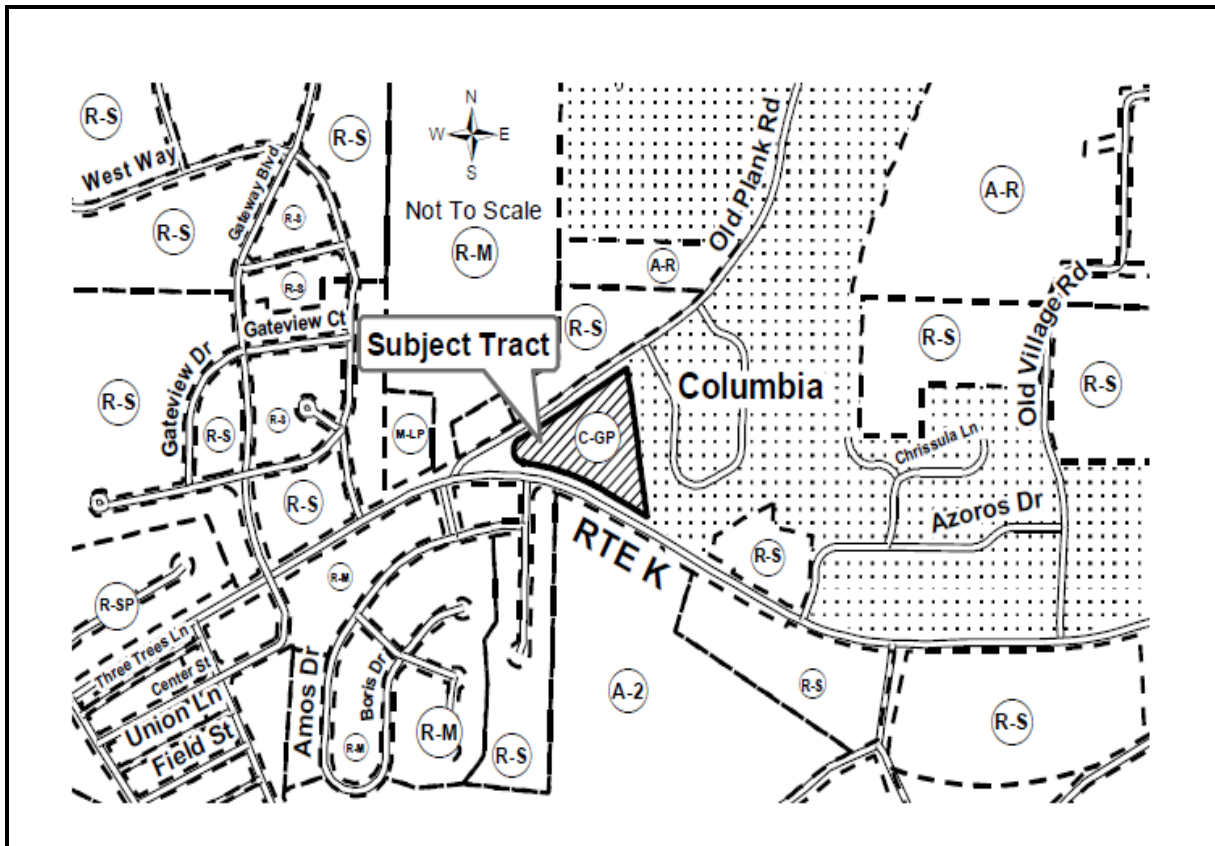 R-S
R-S
N
W E
S
West Way
Gateway Blvd
Old Plank Rd
A-R
R-S
R-S
Not To Scale
R-M
A-R
R-S
Gateview Ct
Subject Tract
R-S
Old Village Rd
R-S
R-S
Gateview Dr
R-S
Columbia
R-S
R-S
R-S
M-LP
C-GP
Chrissula Ln
R-S
Azoros Dr
RTE K
R-S
R-M
R-SP
Three Trees Ln
Center St
Union Ln
Field St
Amos Dr
Boris Dr
R-M
R-M
R-S
A-2
R-S
R-S